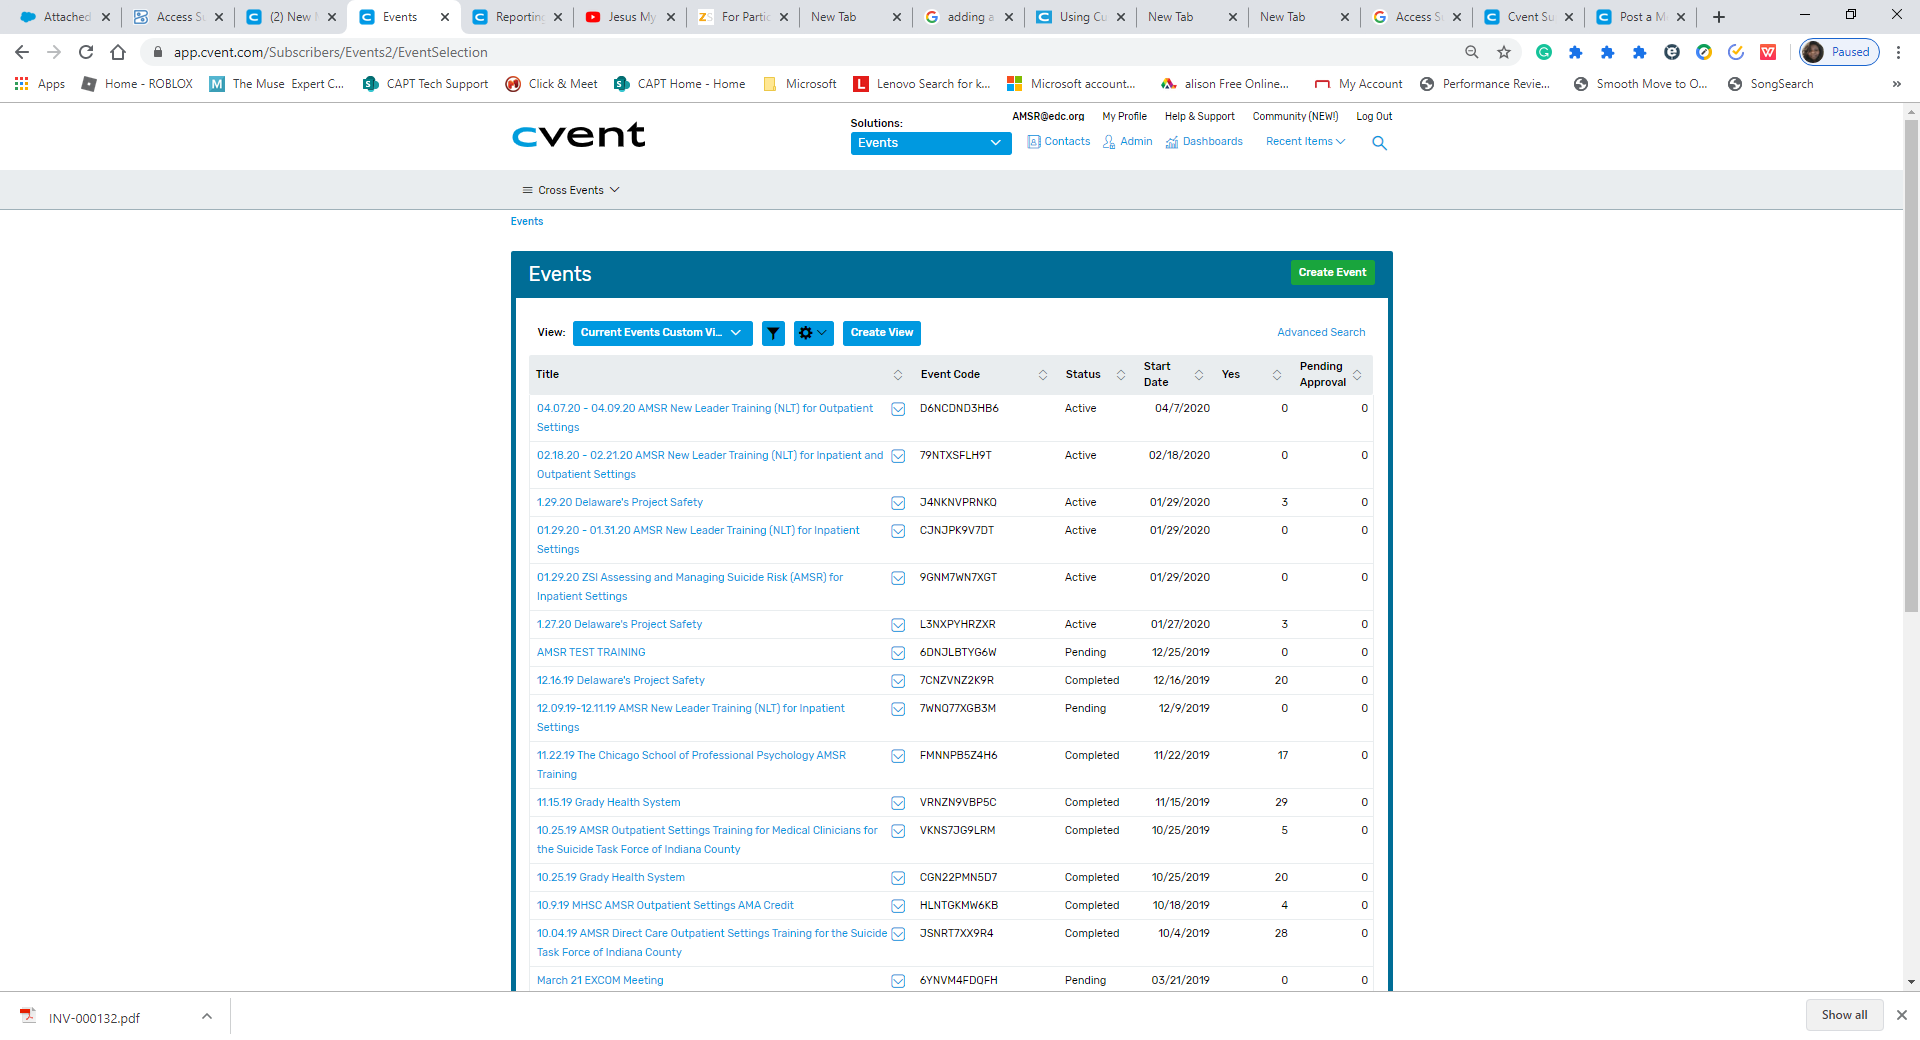 Attached
Access S
(2) New
Events
Reporting
Jesus My
For Partic
New Tab
adding a
Using Cu
New Tab
New Tab
Access S
Cvent Su
Post a M
app.cvent.com/Subscribers/Events2/EventSelection
Paused
Apps
Home - ROBLOX
The Muse Expert C...
CAPT Tech Support
Click & Meet
CAPT Home - Home
Microsoft
Lenovo Search for k...
Microsoft account...
alison Free Online...
My Account
Performance Revie...
Smooth Move to O...
SongSearch
cvent
Solutions:
Events
AMSR@edc.org My Profile Help & Support Community (NEW!) Log Out
Contacts Admin Dashboards Recent Items
Cross Events
Events
Events
Create Event
View: Current Events Custom Vi... Create View Advanced Search
Title Event Code Status Start Date Yes Pending Approval
04.07.20 - 04.09.20 AMSR New Leader Training (NLT) for Outpatient D6NCDND3HB6 Active 04/7/2020 0 0
Settings
02.18.20 - 02.21.20 AMSR New Leader Training (NLT) for Inpatient and 79NTXSFLH9T Active 02/18/2020 0 0
Outpatient Settings
1.29.20 Delaware's Project Safety J4NKNVPRNKQ Active 01/29/2020 3 0
01.29.20 - 01.31.20 AMSR New Leader Training (NLT) for Inpatient CJNJPK9V7DT Active 01/29/2020 0 0
Settings
01.29.20 ZSI Assessing and Managing Suicide Risk (AMSR) for 9GNM7WN7XGT Active 01/29/2020 0 0
Inpatient Settings
1.27.20 Delaware's Project Safety L3NXPYHRZXR Active 01/27/2020 3 0
AMSR TEST TRAINING 6DNJLBTYG6W Pending 12/25/2019 0 0
12.16.19 Delaware's Project Safety 7CNZVNZ2K9R Completed 12/16/2019 20 0
12.09.19-12.11.19 AMSR New Leader Training (NLT) for Inpatient 7WNQ77XGB3M Pending 12/9/2019 0 0
Settings
11.22.19 The Chicago School of Professional Psychology AMSR FMNNPB5Z4H6 Completed 11/22/2019 17 0
Training
11.15.19 Grady Health System VRNZN9VBP5C Completed 11/15/2019 29 0
10.25.19 AMSR Outpatient Settings Training for Medical Clinicians for VKNS7JG9LRM Completed 10/25/2019 5 0
the Suicide Task Force of Indiana County
10.25.19 Grady Health System CGN22PMN5D7 Completed 10/25/2019 20 0
10.9.19 MHSC AMSR Outpatient Settings AMA Credit HLNTGKMW6KB Completed 10/18/2019 4 0
10.04.19 AMSR Direct Care Outpatient Settings Training for the Suicide JSNRT7XX9R4 Completed 10/4/2019 28 0
Task Force of Indiana County
March 21 EXCOM Meeting 6YNVM4FDQFH Pending 03/21/2019 0 0
INV-000132.pdf
Show all